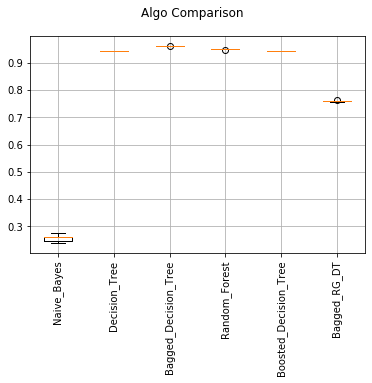 Algo Comparison
0.9
0.8
0.7
0.6
0.5
0.4
0.3
Naive_Bayes
Decision_Tree
Bagged_Decision_Tree
Random_Forest
Boosted_Decision_Tree
Bagged_RG_DT